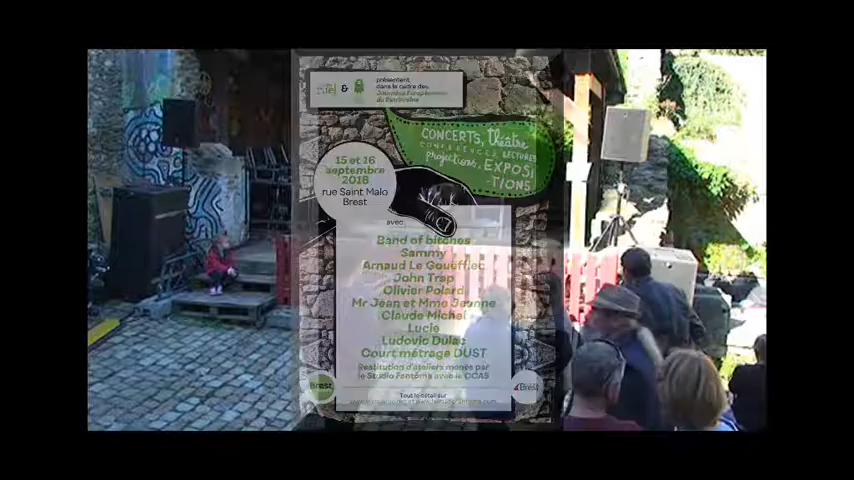 &
présentent
dans le cadre des
Journées Européennes
du Patrimoine
CONCERTS, théâtre
CONFÉRENCES, LECTURES
projections, EXPOSI
-TIONS
15 et 16
septembre
2018
rue Saint Malo
Brest
avec
Band of bitches
Sammy
Arnaud Le Gouëfflec
John Trap
Olivier Polard
Mr Jean et Mme Jeanne
Claude Michel
Lucie
Ludovic Dulac
Court métrage DUST
Restitution d'ateliers menés par
le Studio Fantôme avec le CCAS
Tout le détail sur
Brest
Brest